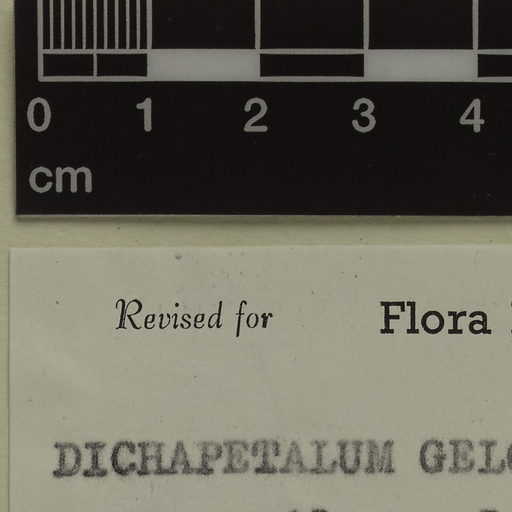 0 1 2 3 4
cm
Revised for Flora
DICHAPETALUM